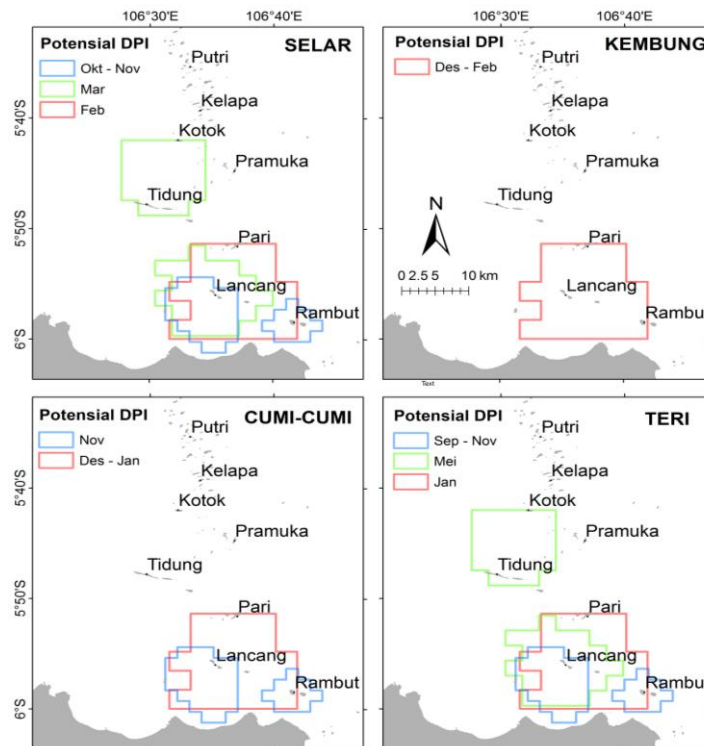 106°30'E 106°40'E 106°30'E 106°40'E
Potensial DPI
SELAR
Okt - Nov
Mar
Feb
Putri
Kelapa
Kotok
Pramuka
Tidung
Pari
Lancang
Rambut
5°40'S
5°50'S
6°S
Potensial DPI
KEMBUNG
Des - Feb
Putri
Kelapa
Kotok
Pramuka
Tidung
N
0 2.5 5 10 km
Pari
Lancang
Rambut
Text
Potensial DPI
CUMI-CUMI
Nov
Des - Jan
Putri
Kelapa
Kotok
Pramuka
Tidung
Pari
Lancang
Rambut
5°40'S
5°50'S
6°S
Potensial DPI
TERI
Sep - Nov
Mei
Jan
Putri
Kelapa
Kotok
Pramuka
Tidung
Pari
Lancang
Rambut